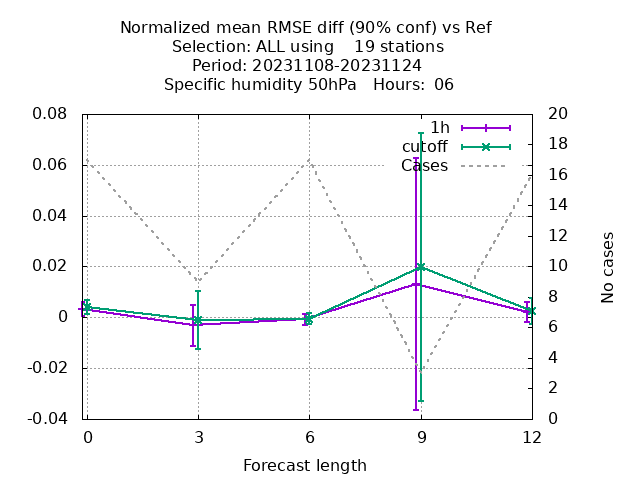 Normalized mean RMSE diff (90% conf) vs Ref
Selection: ALL using    19 stations
Period: 20231108-20231124
Specific humidity 50hPa   Hours:  06
0.08
0.06
0.04
0.02
0
-0.02
-0.04
20
18
16
14
12
10
8
6
4
2
0
1h
cutoff
Cases
No cases
0
3
6
9
12
Forecast length